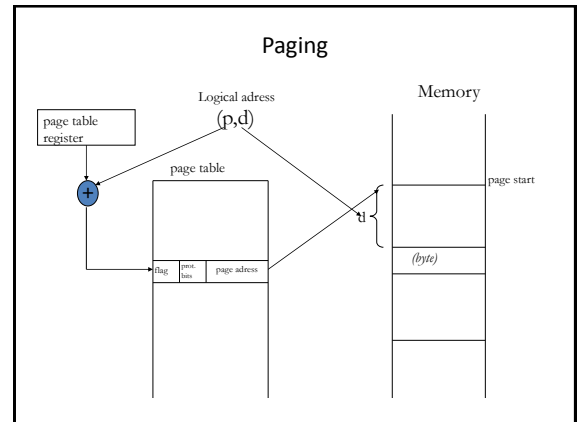 Paging
Logical adress
(p,d)
Memory
page table
register
page table
+
page start
d
flag
prot.
bits
page adress
(byte)